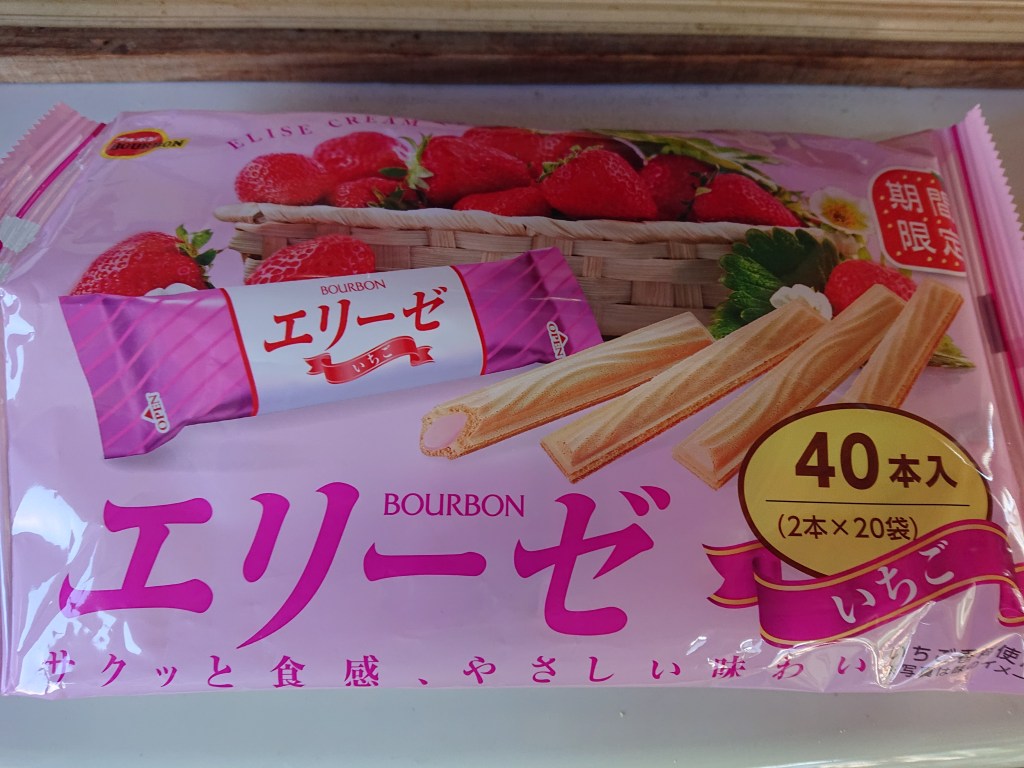 BOURBON
ELISE CREAM
期間
限定
BOURBON
エリーゼ
いちご
OPEN
OPEN
40本入
(2本×20袋)
BOURBON
エリーゼ
いちご
サクッと食感、やさしい味わい